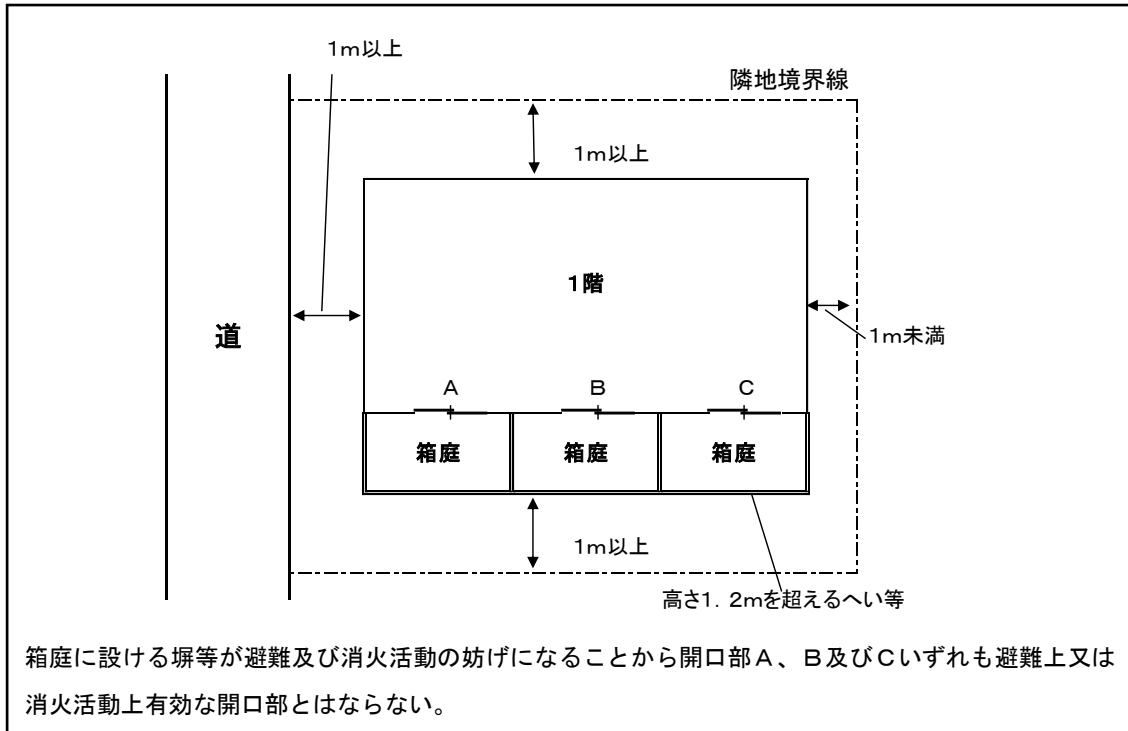 1m以上
隣地境界線
1m以上
1階
道
1m未満
A B C
箱庭 箱庭 箱庭
1m以上
高さ1.2mを超えるへい等
箱庭に設ける塀等が避難及び消火活動の妨げになることから開口部A、B及びCいずれも避難上又は
消火活動上有効な開口部とはならない。